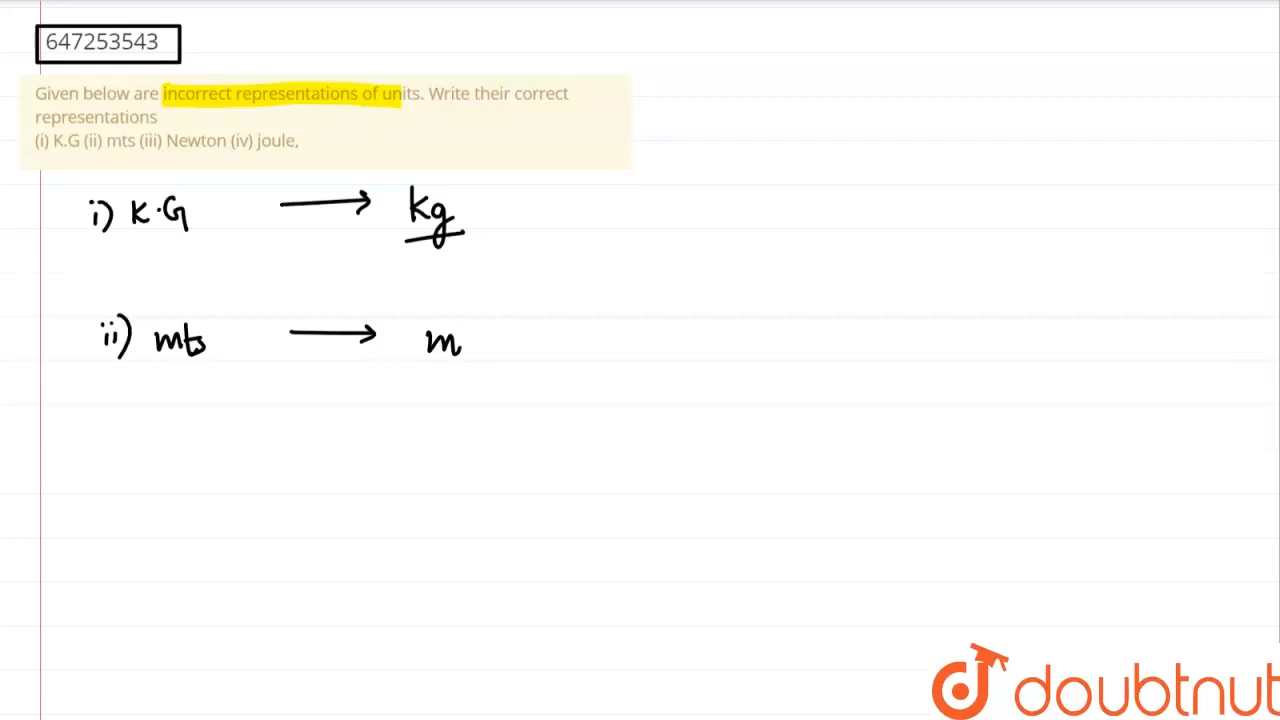 647253543
Given below are incorrect representations of units. Write their correct
representations
(i) K.G (ii) mts (iii) Newton (iv) joule,
i) K.G → kg
ii) mts → m
doubtnut